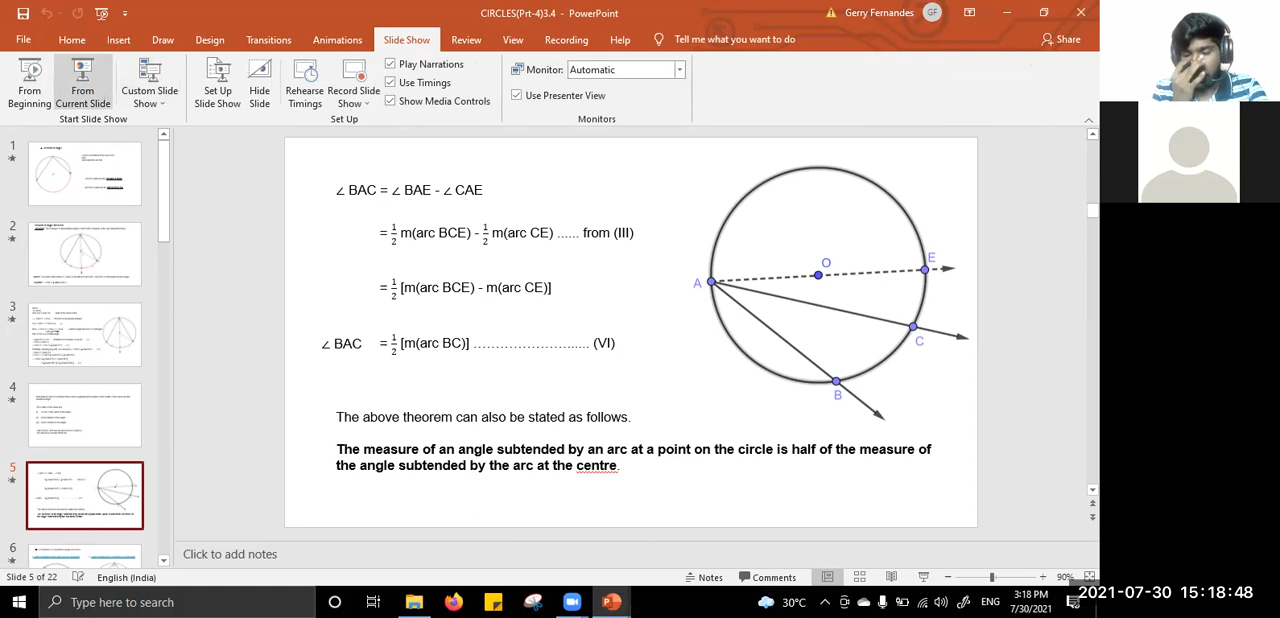 CIRCLES(Prt-4)3.4 - PowerPoint
Gerry Fernandes
GF
File
Home
Insert
Draw
Design
Transitions
Animations
Slide Show
Review
View
Recording
Help
Tell me what you want to do
Share
From Beginning
From Current Slide
Custom Slide Show
Set Up Slide Show
Hide Slide
Rehearse Timings
Record Slide Show
Play Narrations
Use Timings
Show Media Controls
Monitor: Automatic
Use Presenter View
Start Slide Show
Set Up
Monitors
1
2
3
4
5
6
∠ BAC = ∠ BAE - ∠ CAE
= 1/2 m(arc BCE) - 1/2 m(arc CE) ...... from (III)
= 1/2 [m(arc BCE) - m(arc CE)]
∠ BAC = 1/2 [m(arc BC)] ............................ (VI)
The above theorem can also be stated as follows.
The measure of an angle subtended by an arc at a point on the circle is half of the measure of
the angle subtended by the arc at the centre.
O
E
A
C
B
Click to add notes
Slide 5 of 22
English (India)
Notes
Comments
90%
Type here to search
30°C
ENG
3:18 PM
7/30/2021
2021-07-30 15:18:48